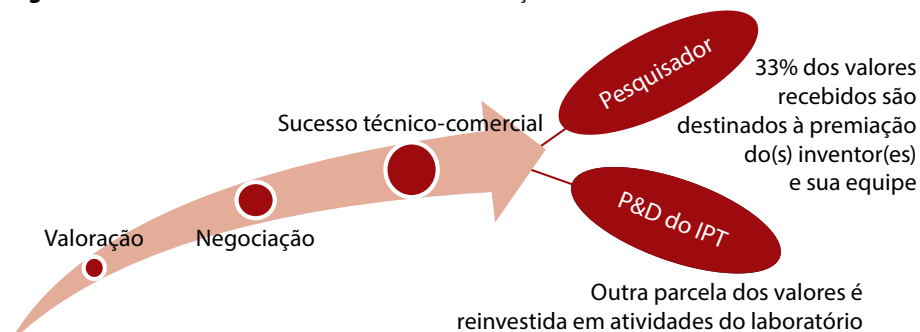 Pesquisador
33% dos valores
recebidos são
destinados à premiação
do(s) inventor(es)
e sua equipe
Sucesso técnico-comercial
P&D do IPT
Valoração
Negociação
Outra parcela dos valores é
reinvestida em atividades do laboratório